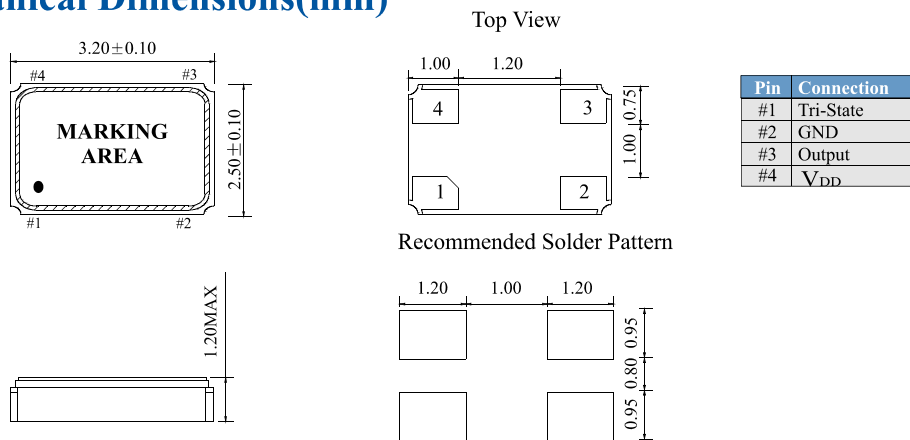 Dimensions(mm)
Top View
3.20±0.10
#4
#3
MARKING
AREA
2.50±0.10
#1
#2
1.00
1.20
4
3
0.75
1.00
1
2
Pin Connection
#1 Tri-State
#2 GND
#3 Output
#4 VDD
Recommended Solder Pattern
1.20MAX
1.20
1.00
1.20
0.95
0.80
0.95